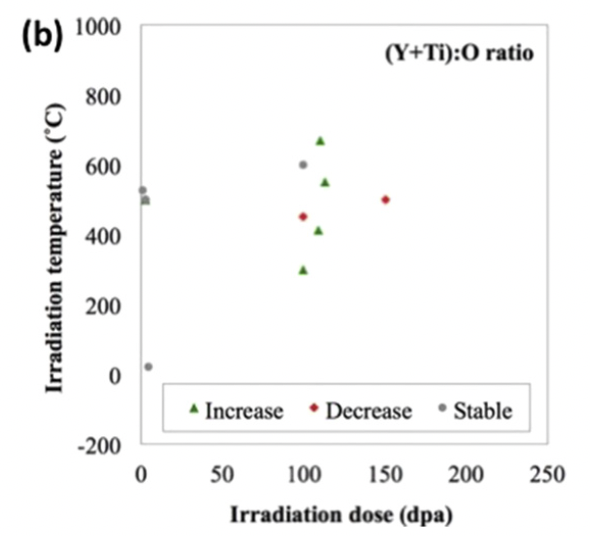 (b)
(Y+Ti):O ratio
Irradiation temperature (˚C)
1000
800
600
400
200
0
-200
Increase Decrease Stable
0 50 100 150 200 250
Irradiation dose (dpa)